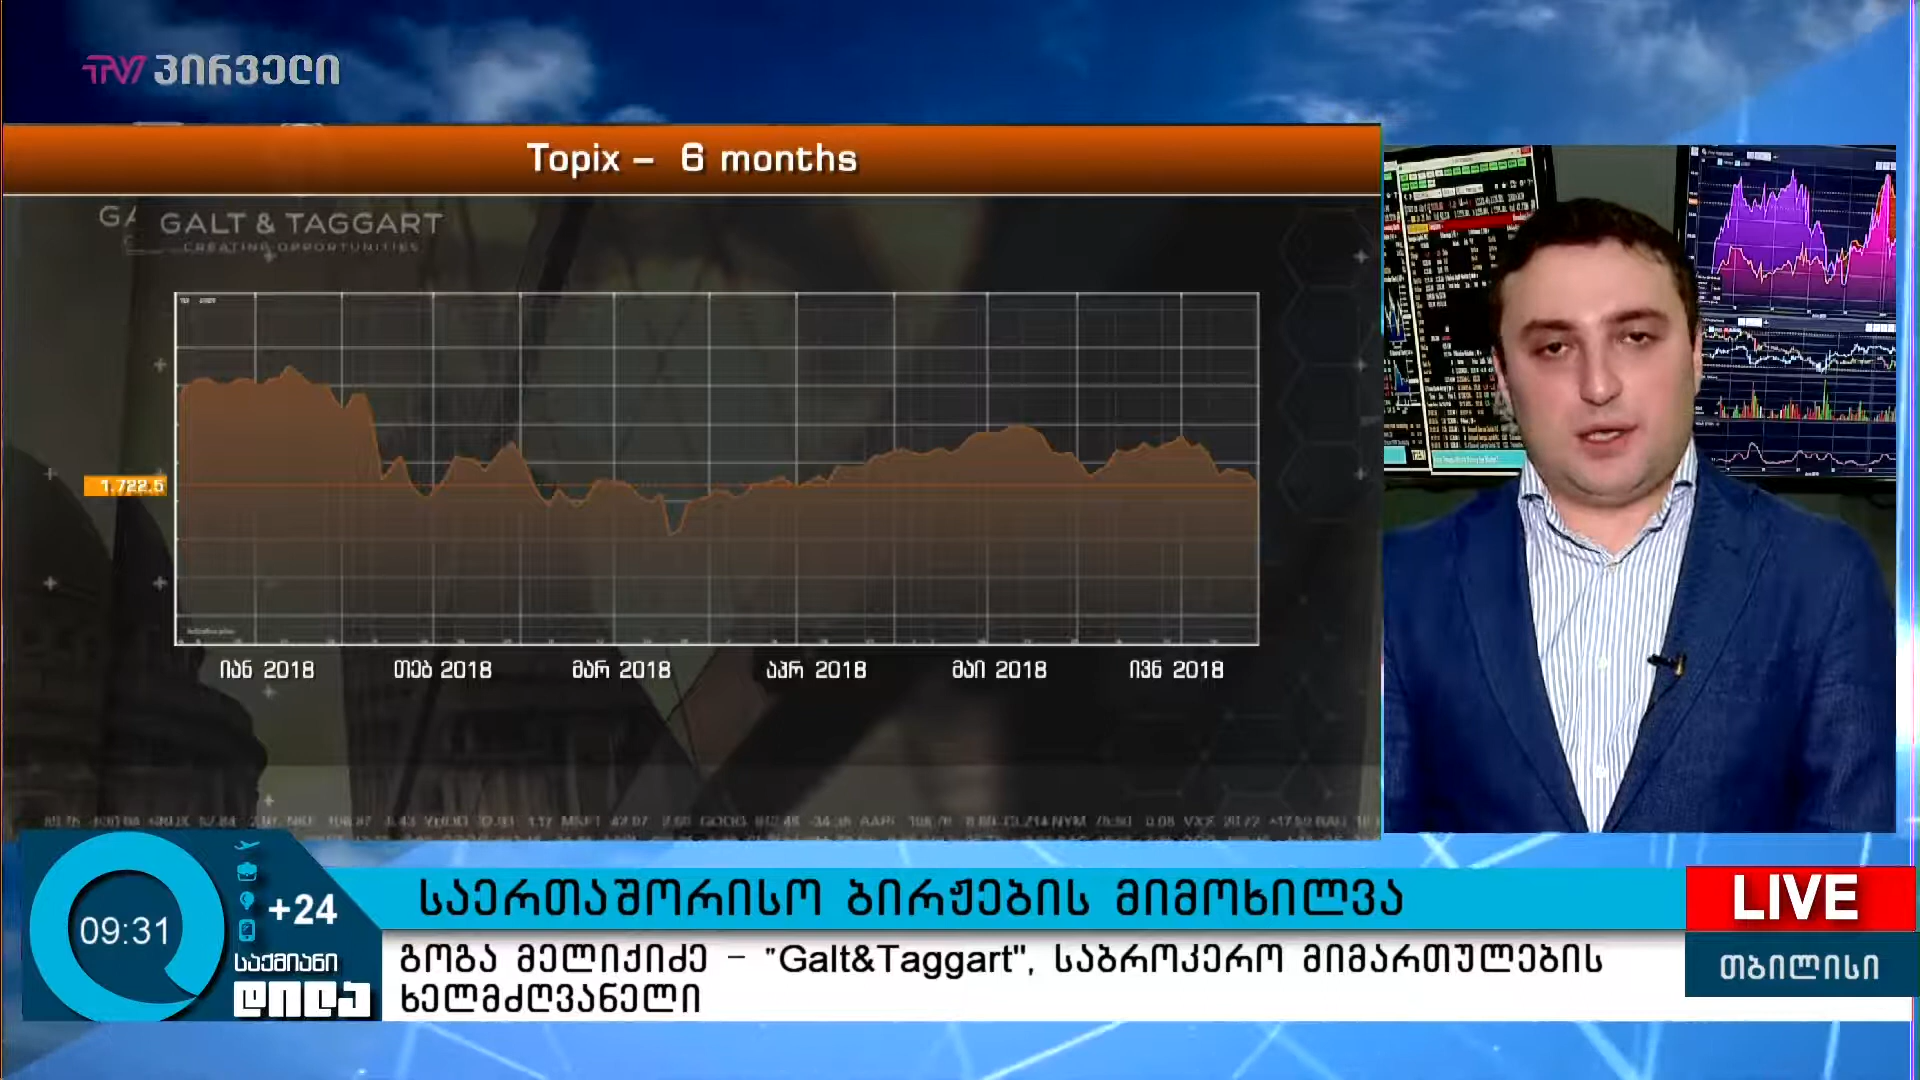 TV პირველი
Topix – 6 months
GALT & TAGGART
CREATING OPPORTUNITIES
1,722.5
იან 2018
თებ 2018
მარ 2018
აპრ 2018
მაი 2018
ივნ 2018
09:31
+24
საქმიანი
დილა
საერთაშორისო ბირჟების მიმოხილვა
გოგა მელიქიძე – "Galt&Taggart", საბროკერო მიმართულების
ხელმძღვანელი
LIVE
თბილისი